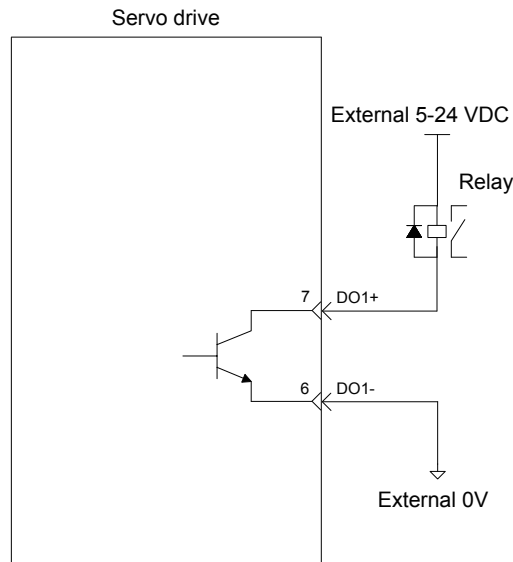 Servo drive
External 5-24 VDC
Relay
7 DO1+
6 DO1-
External 0V